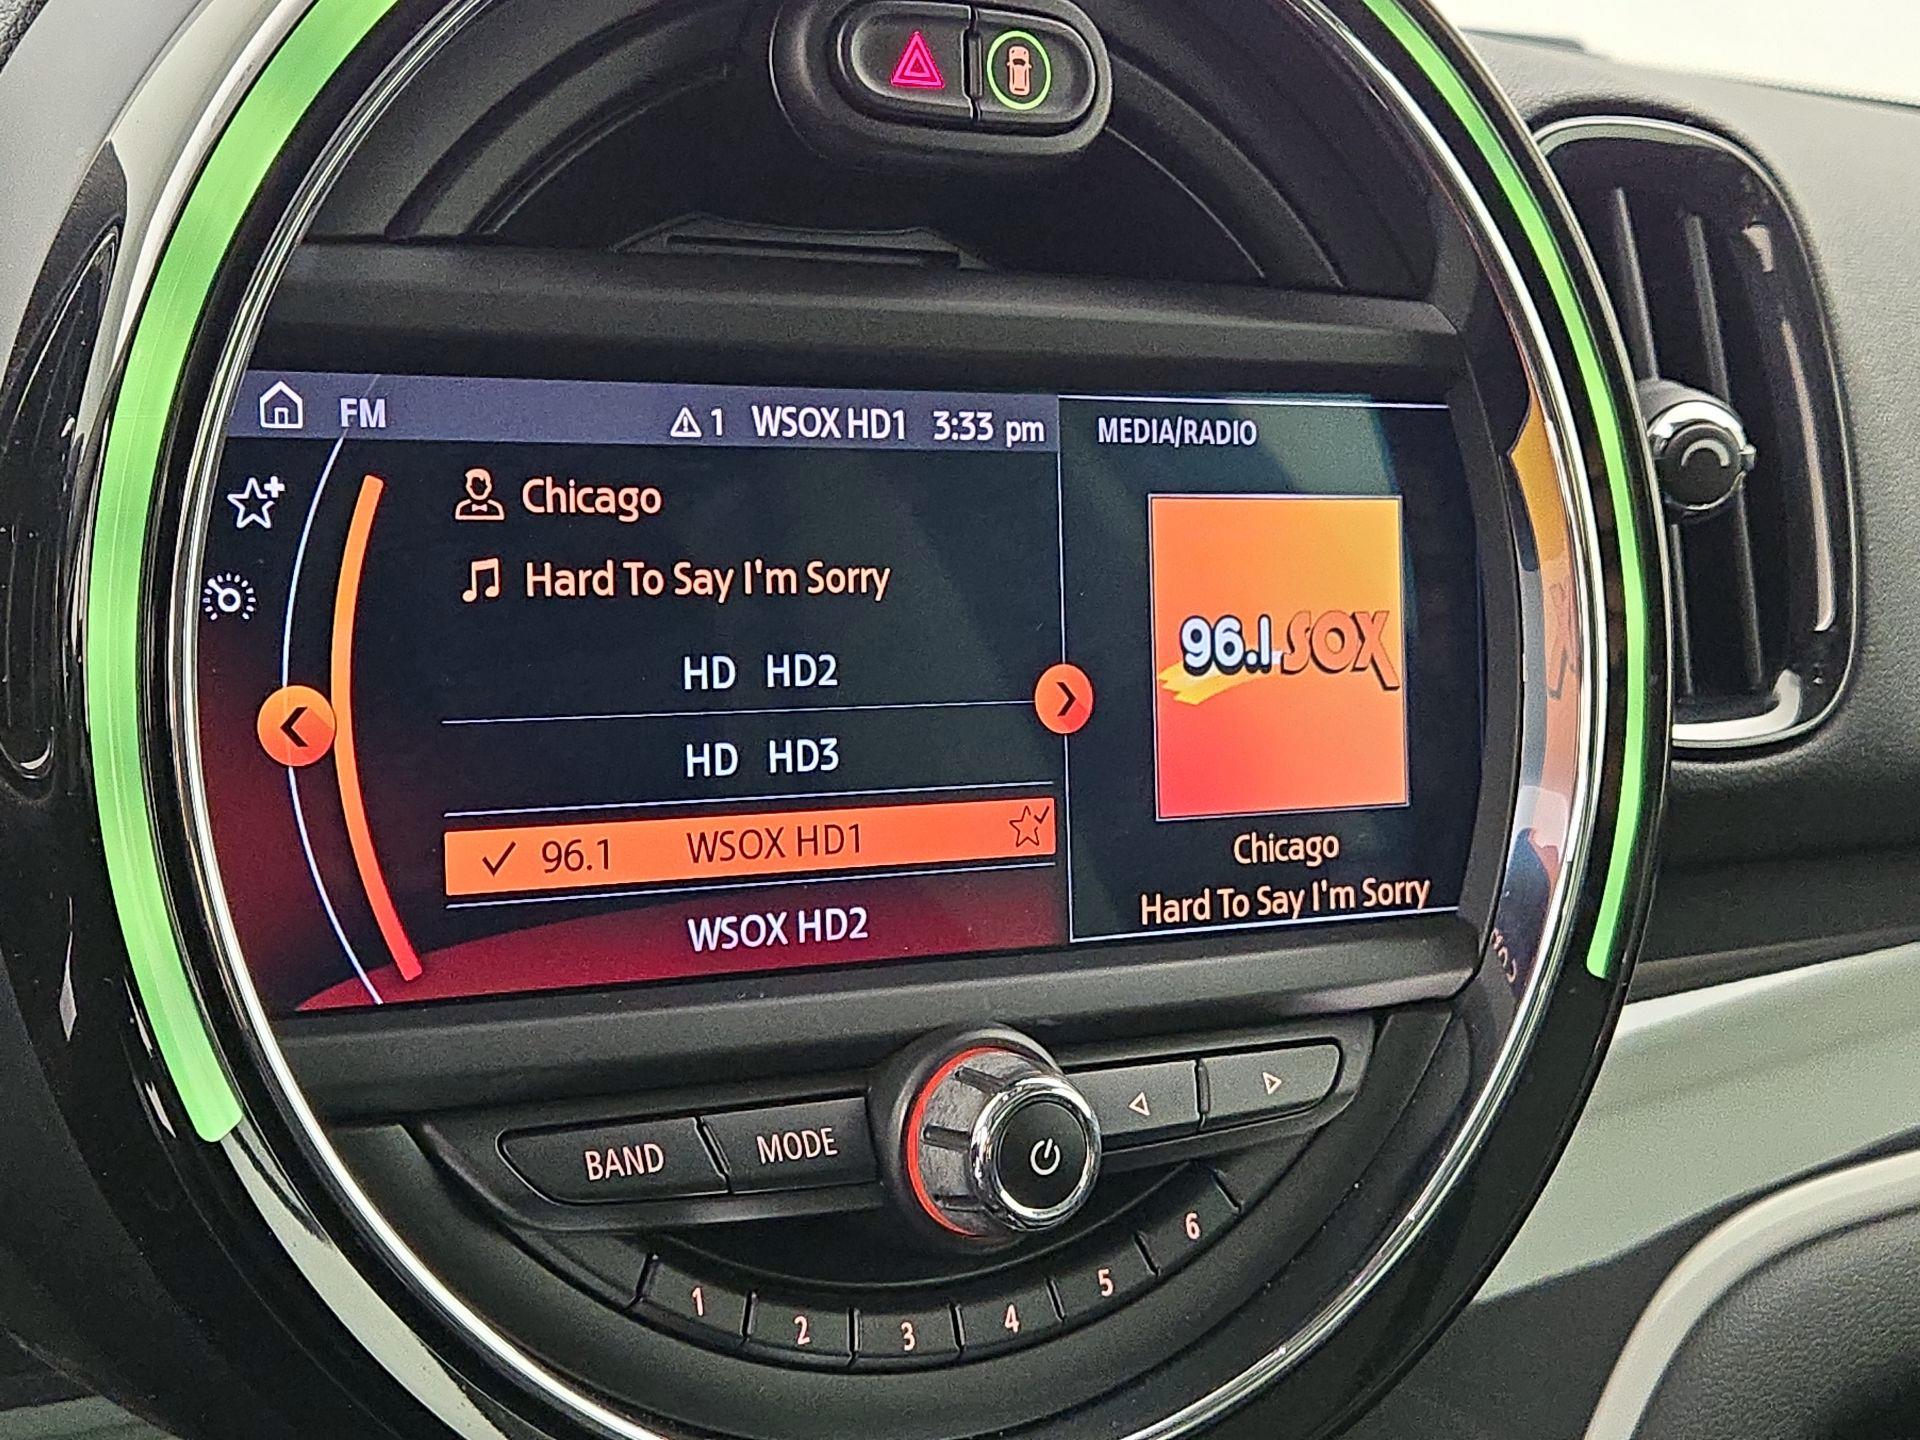 FM 1 WSOX HD1 3:33 pm
MEDIA/RADIO
Chicago
Hard To Say I'm Sorry
HD HD2
HD HD3
96.1 WSOX HD1
WSOX HD2
96.1 SOX
Chicago
Hard To Say I'm Sorry
BAND MODE
1 2 3 4 5 6